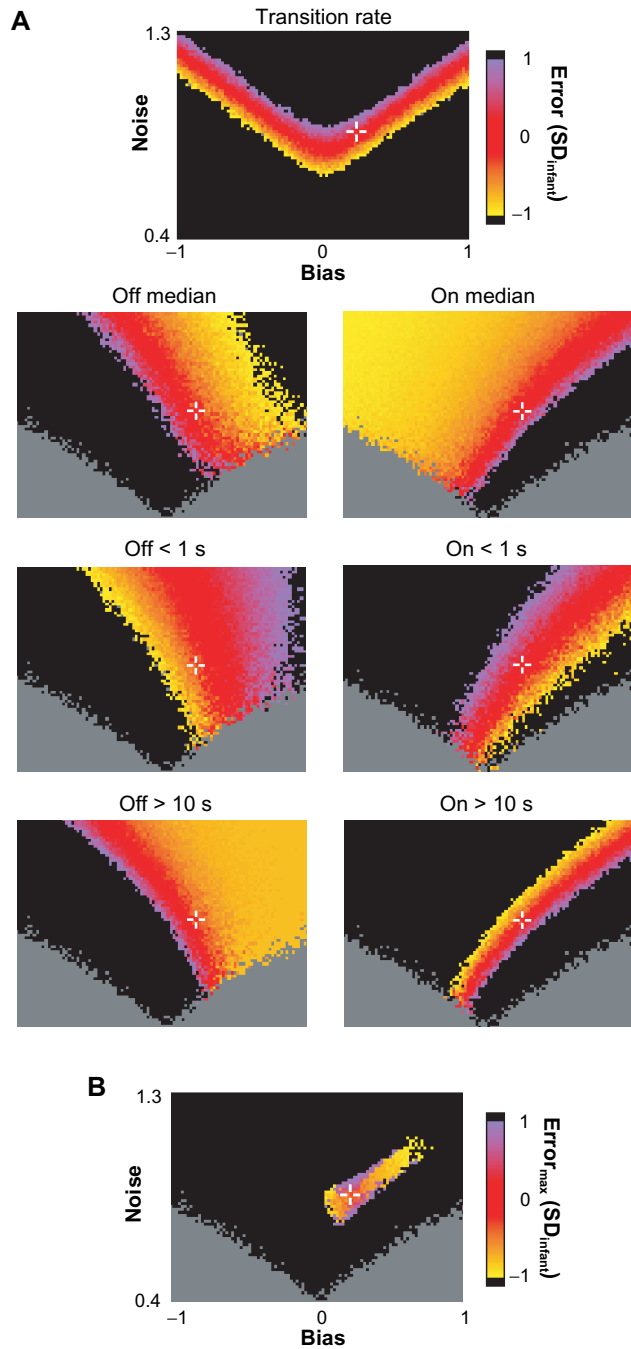 A
Transition rate
1.3
Noise
0.4
−1
0
1
Bias
1
0
−1
Error (SDinfant)
Off median
On median
Off < 1 s
On < 1 s
Off > 10 s
On > 10 s
B
1.3
Noise
0.4
−1
0
1
Bias
1
0
−1
Errormax (SDinfant)